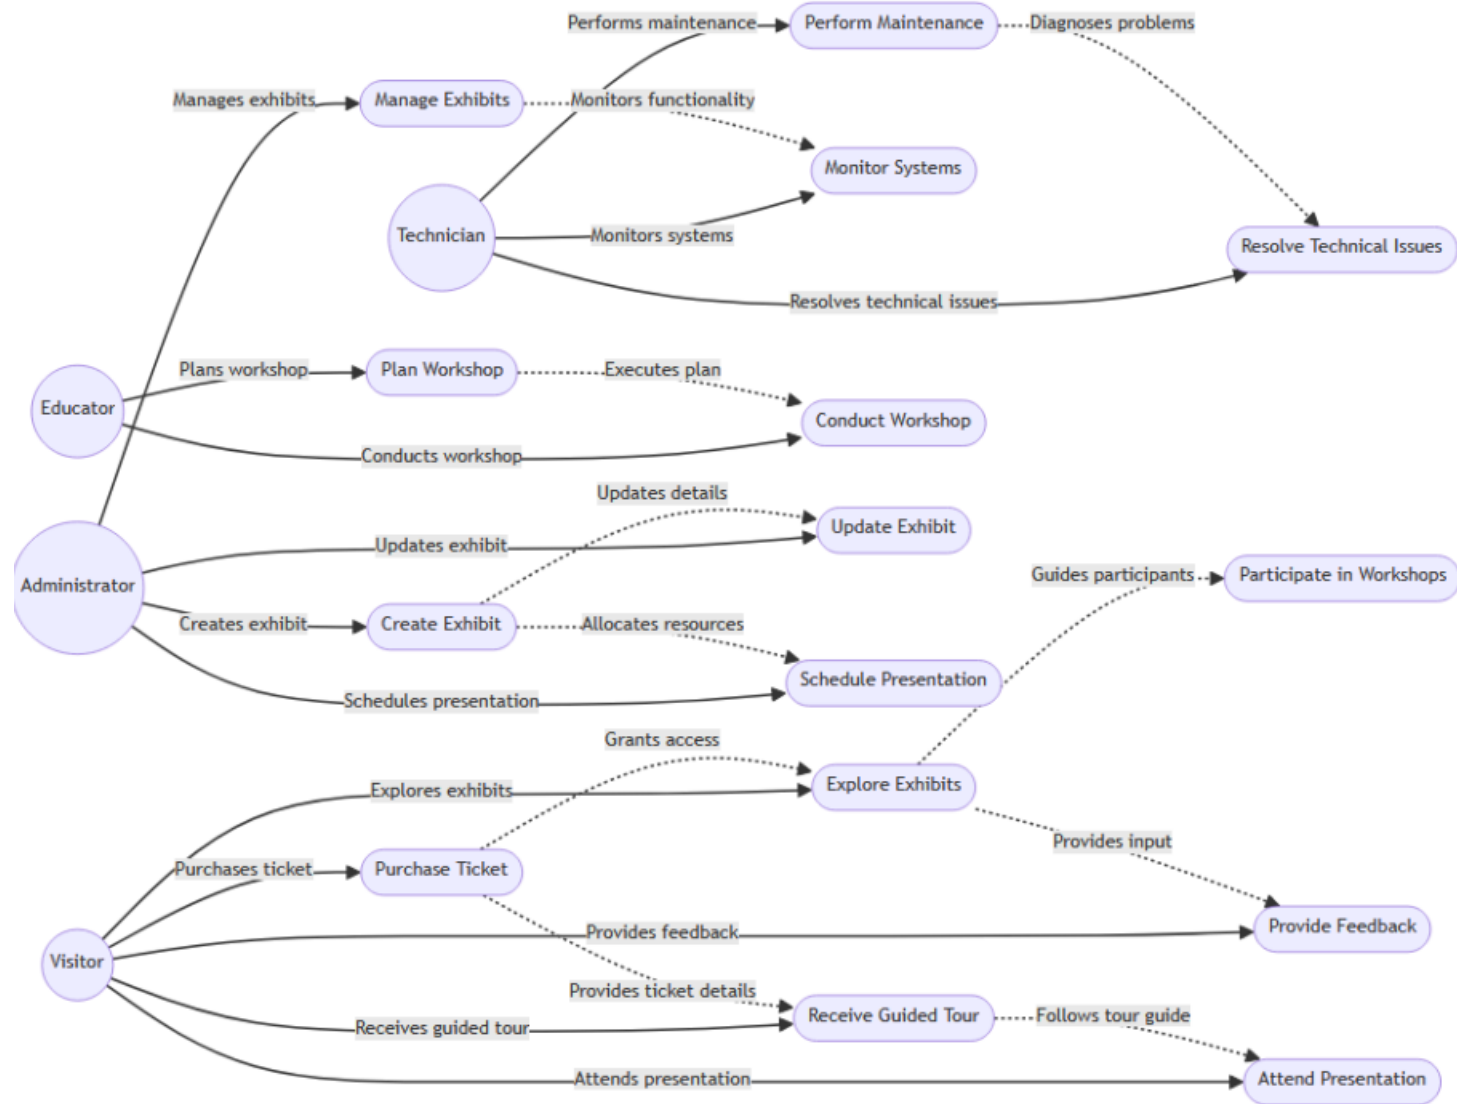 Performs maintenance
Perform Maintenance
Diagnoses problems
Manages exhibits
Manage Exhibits
Monitors functionality
Monitor Systems
Technician
Monitors systems
Resolve Technical Issues
Resolves technical issues
Plans workshop
Plan Workshop
Executes plan
Educator
Conduct Workshop
Conducts workshop
Updates details
Update Exhibit
Updates exhibit
Administrator
Guides participants
Participate in Workshops
Creates exhibit
Create Exhibit
Allocates resources
Schedule Presentation
Schedules presentation
Grants access
Explores exhibits
Explore Exhibits
Provides input
Purchases ticket
Purchase Ticket
Provides feedback
Provide Feedback
Visitor
Provides ticket details
Receives guided tour
Receive Guided Tour
Follows tour guide
Attends presentation
Attend Presentation